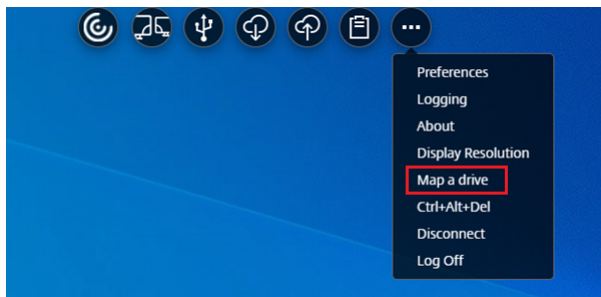 Preferences
Logging
About
Display Resolution
Map a drive
Ctrl+Alt+Del
Disconnect
Log Off